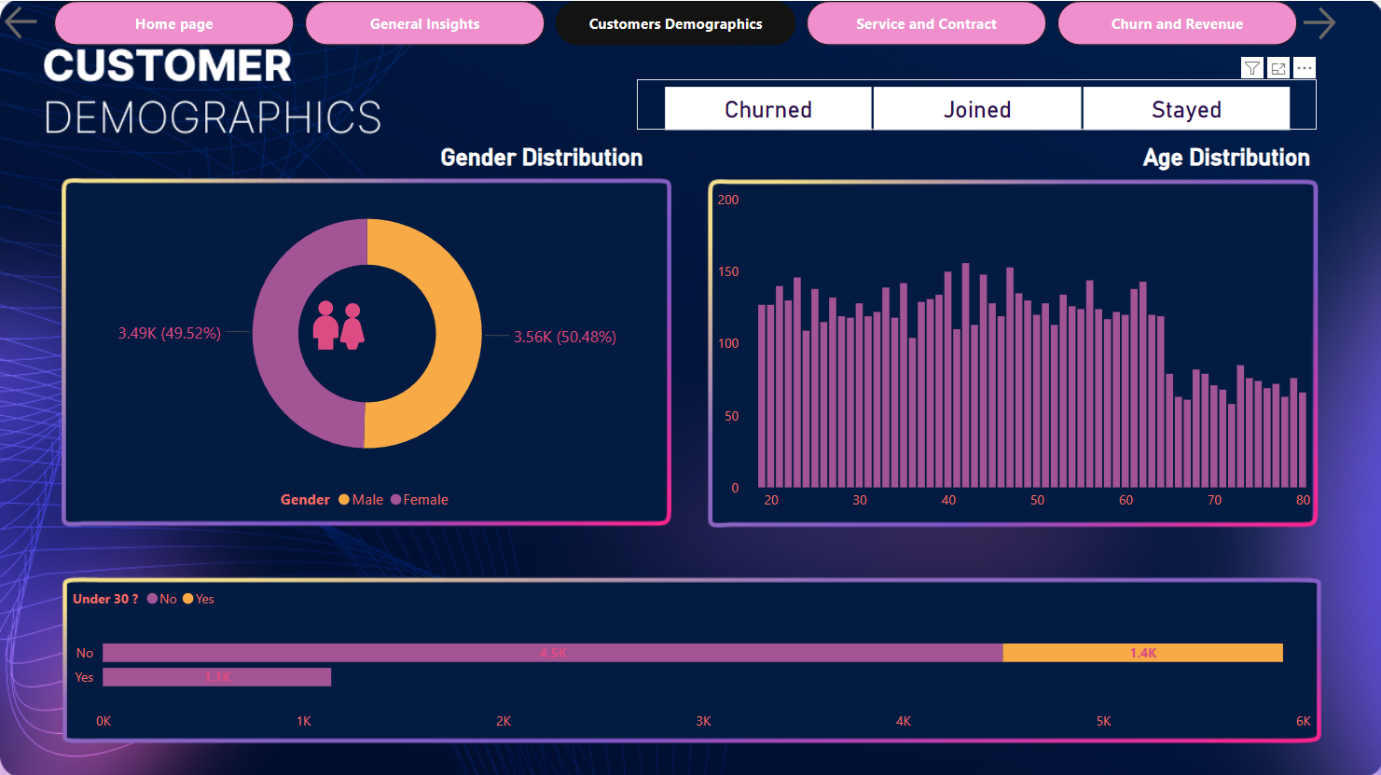 Home page General Insights Customers Demographics Service and Contract Churn and Revenue
CUSTOMER
DEMOGRAPHICS
Churned Joined Stayed
Gender Distribution
3.49K (49.52%)
3.56K (50.48%)
Gender Male Female
Age Distribution
200
150
100
50
0
20 30 40 50 60 70 80
Under 30 ? No Yes
No 4.5K 1.4K
Yes 1.1K
0K 1K 2K 3K 4K 5K 6K